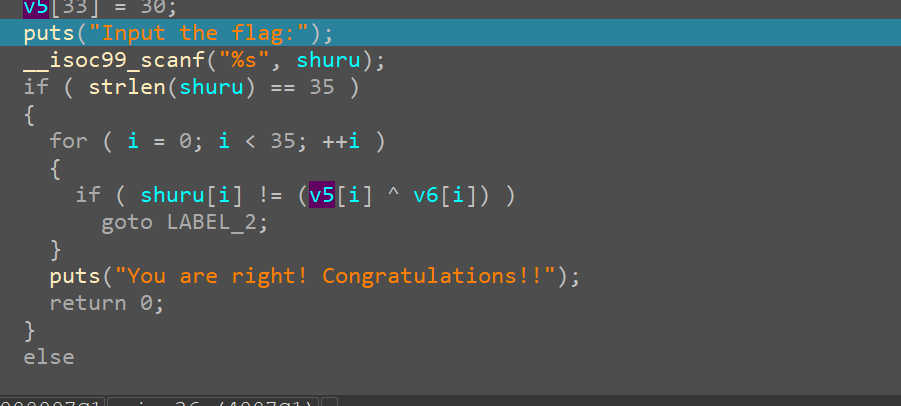 v5[33] = 30;
puts("Input the flag:");
__isoc99_scanf("%s", shuru);
if ( strlen(shuru) == 35 )
{
for ( i = 0; i < 35; ++i )
{
if ( shuru[i] != (v5[i] ^ v6[i]) )
goto LABEL_2;
}
puts("You are right! Congratulations!!");
return 0;
}
else